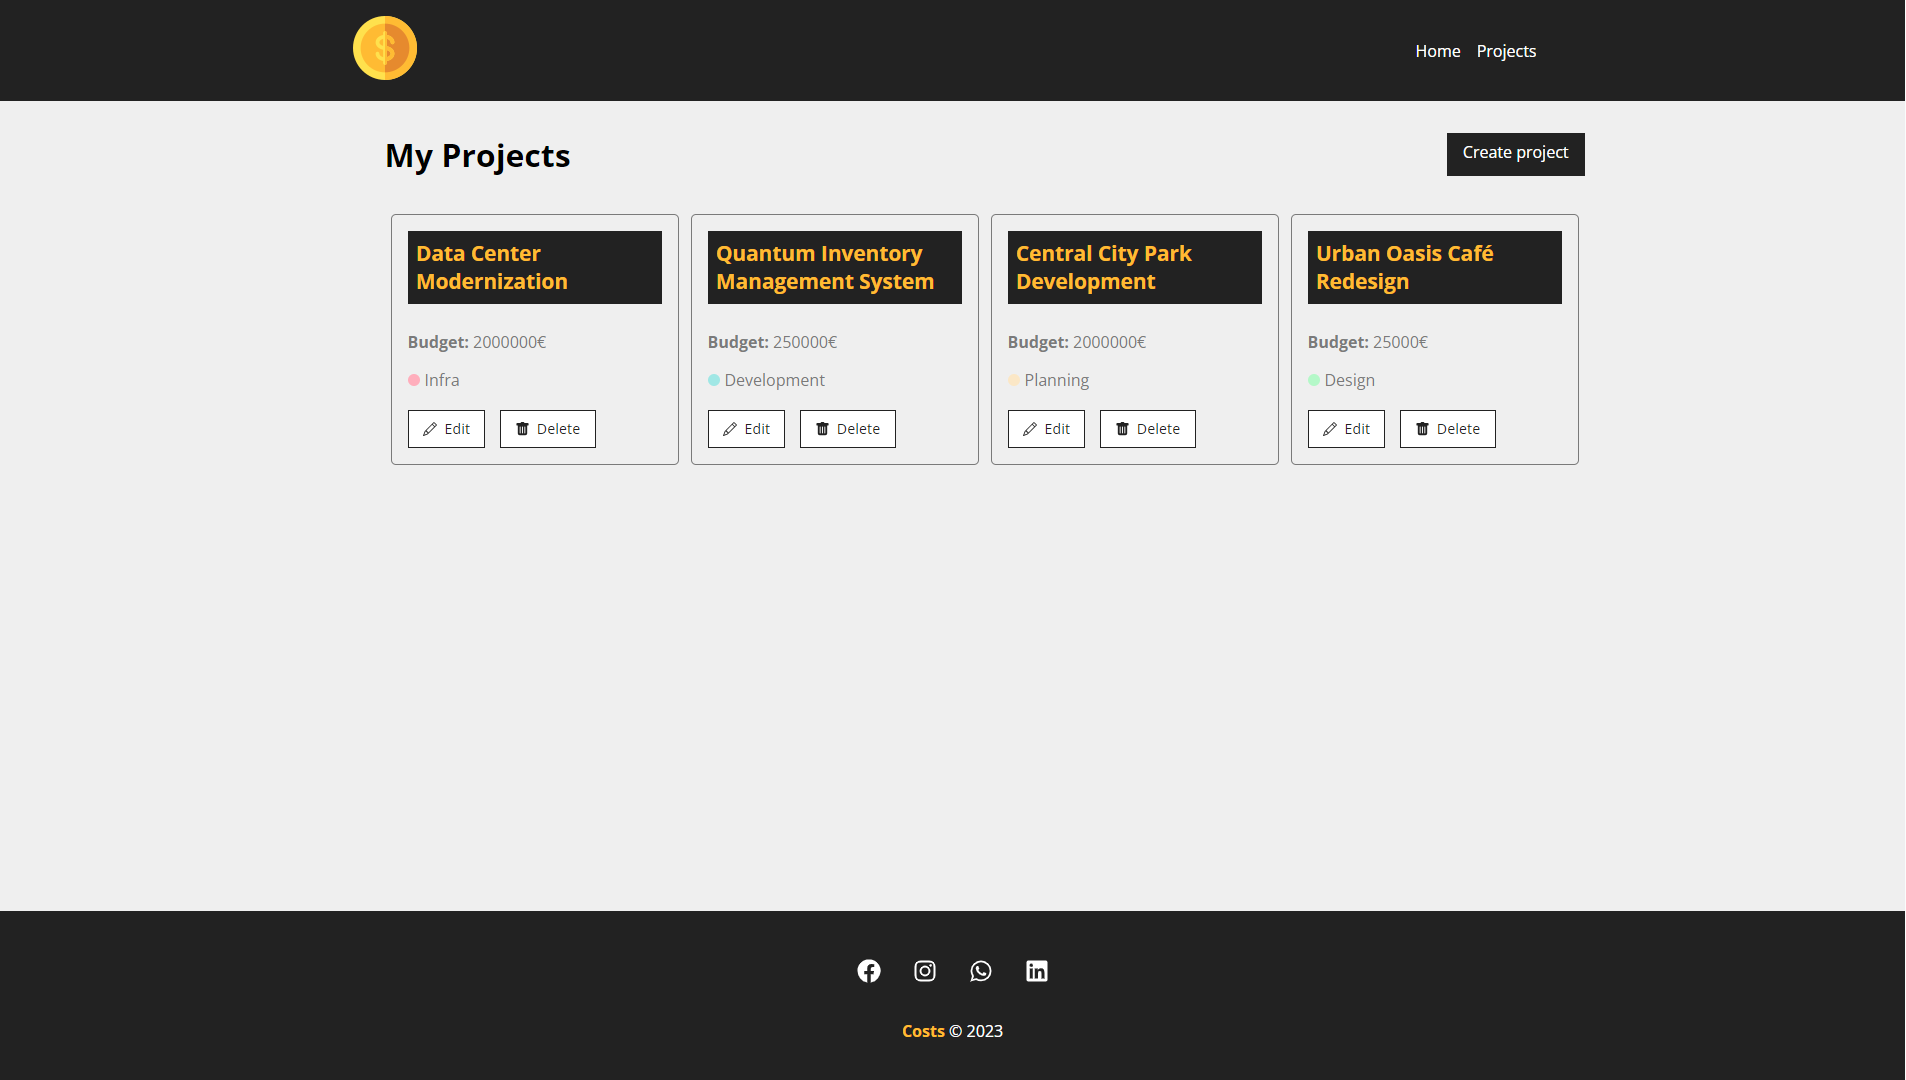 $
Home Projects
My Projects
Create project
Data Center
Modernization
Budget: 2000000€
Infra
Edit Delete
Quantum Inventory
Management System
Budget: 250000€
Development
Edit Delete
Central City Park
Development
Budget: 2000000€
Planning
Edit Delete
Urban Oasis Café
Redesign
Budget: 25000€
Design
Edit Delete
Costs © 2023